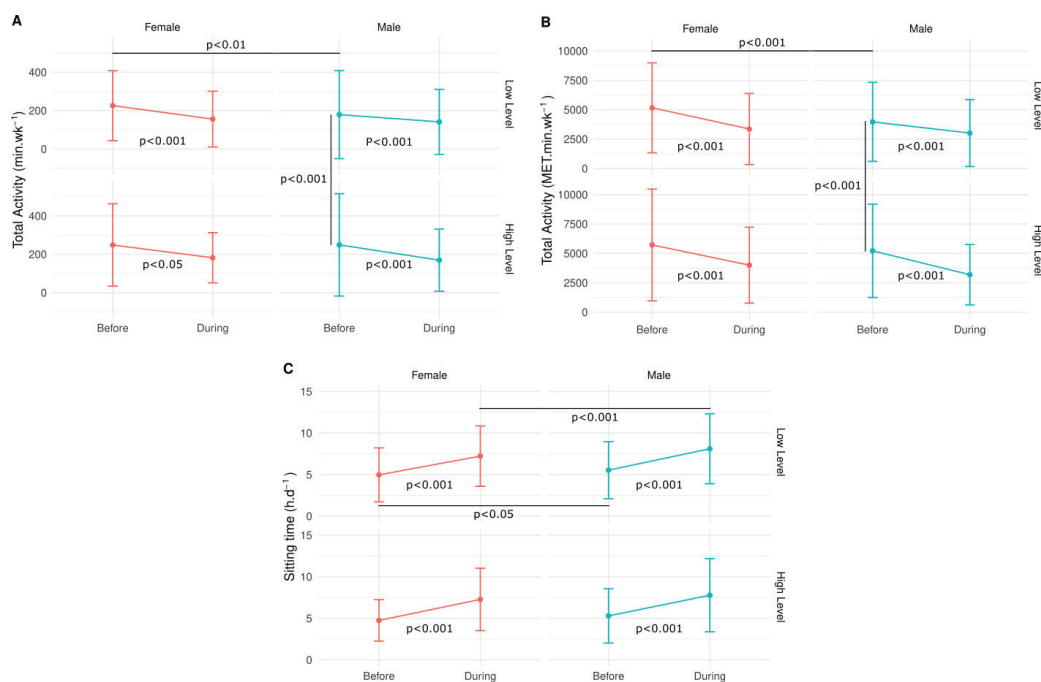 A
Female
Male
p<0.01
400
200
0
p<0.001
P<0.001
Low Level
p<0.001
400
200
0
p<0.05
p<0.001
High Level
Total Activity (min.wk⁻¹)
Before
During
Before
During
B
Female
Male
p<0.001
10000
7500
5000
2500
0
p<0.001
p<0.001
Low Level
p<0.001
10000
7500
5000
2500
0
p<0.001
p<0.001
High Level
Total Activity (MET.min.wk⁻¹)
Before
During
Before
During
C
Female
Male
15
10
5
0
p<0.001
p<0.001
p<0.001
Low Level
p<0.05
15
10
5
0
p<0.001
p<0.001
High Level
Sitting time (h.d⁻¹)
Before
During
Before
During